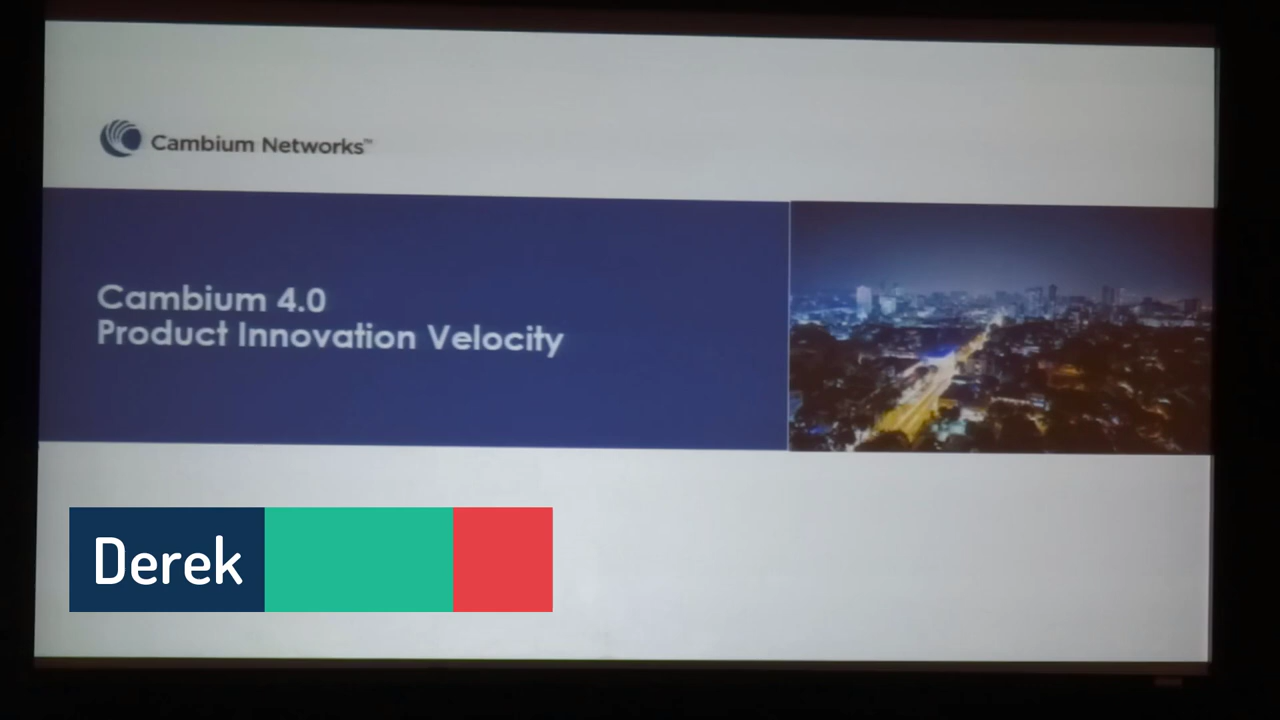 Cambium Networks™
Cambium 4.0
Product Innovation Velocity
Derek